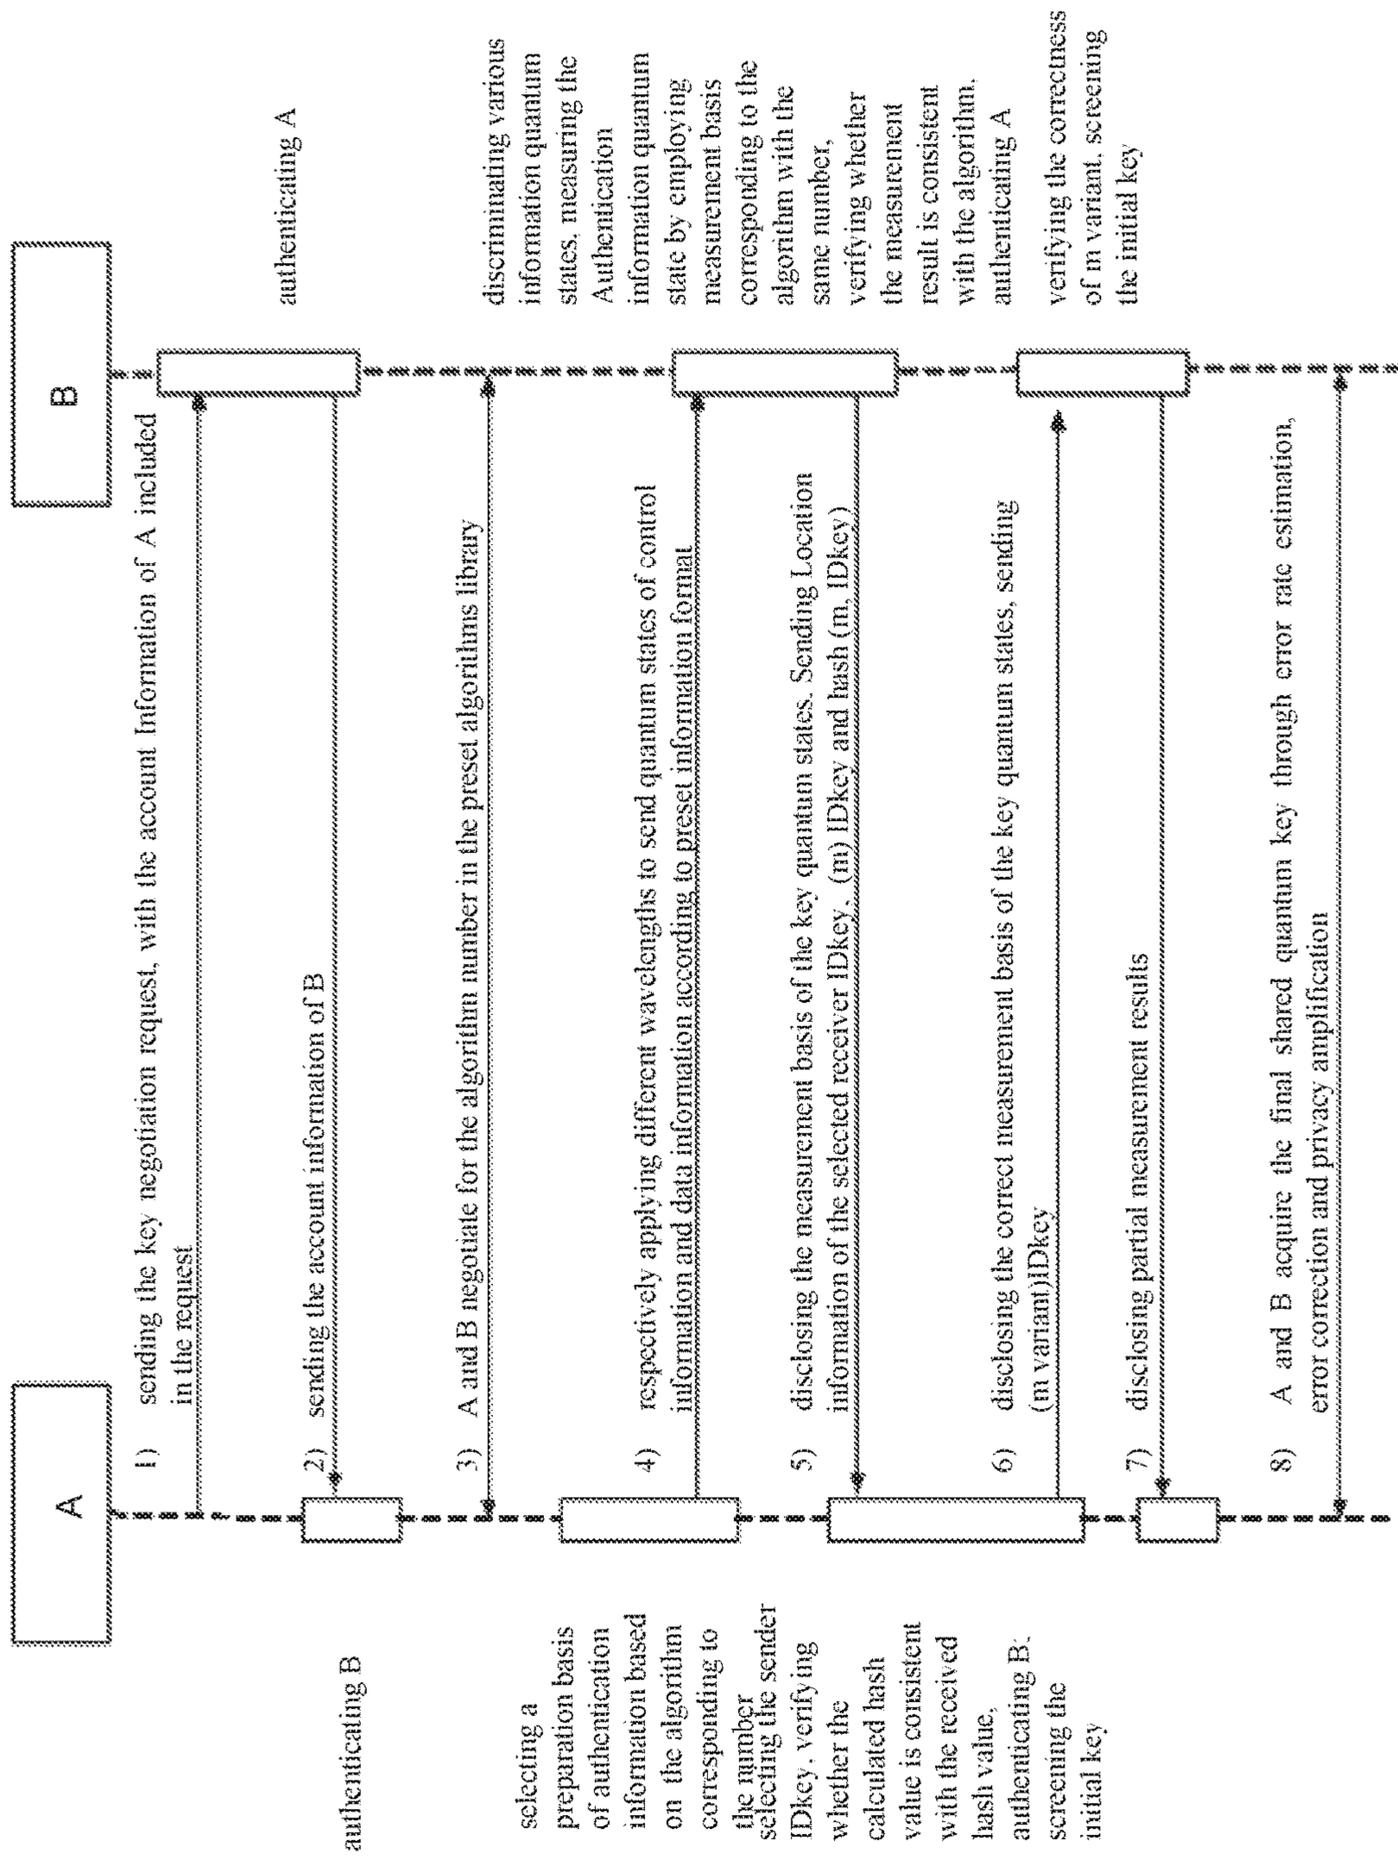 A
B
1) sending the key negotiation request, with the account Information of A included
in the request
authenticating A
2) sending the account information of B
authenticating B
3) A and B negotiate for the algorithm number in the preset algorithms library
selecting a
preparation basis
of authentication
information based
on the algorithm
corresponding to
the number
4) respectively applying different wavelengths to send quantum states of control
information and data information according to preset information format
discriminating various
information quantum
states, measuring the
Authentication
information quantum
state by employing
measurement basis
corresponding to the
algorithm with the
same number,
verifying whether
the measurement
result is consistent
with the algorithm,
authenticating A
5) disclosing the measurement basis of the key quantum states. Sending Location
information of the selected receiver IDkey, (m) IDkey and hash (m, IDkey)
selecting the sender
IDkey, verifying
whether the
calculated hash
value is consistent
with the received
hash value,
authenticating B;
screening the
initial key
6) disclosing the correct measurement basis of the key quantum states, sending
(m variant)IDkey
verifying the correctness
of m variant, screening
the initial key
7) disclosing partial measurement results
8) A and B acquire the final shared quantum key through error rate estimation,
error correction and privacy amplification